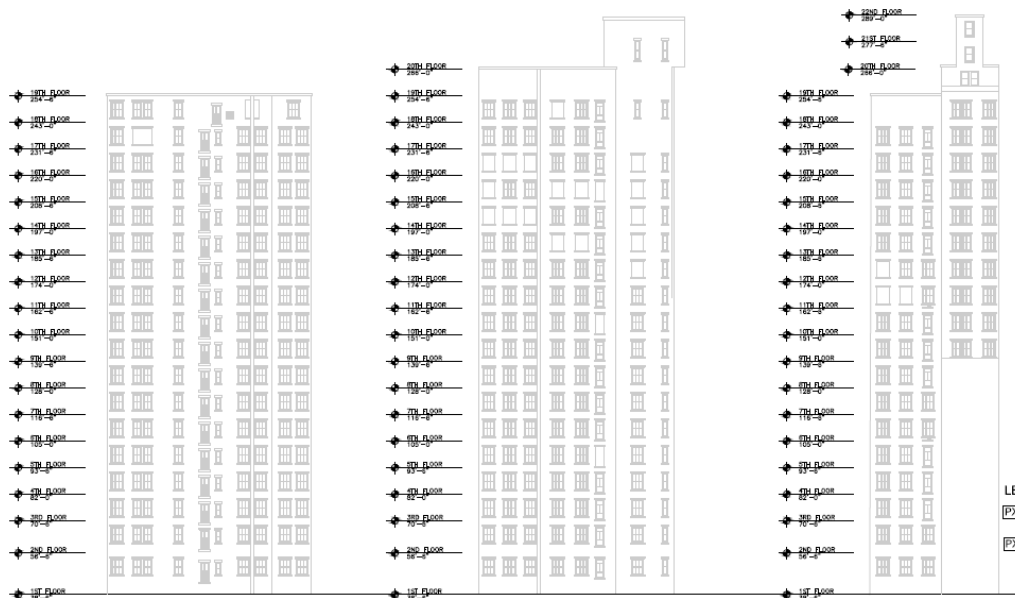 19TH FLOOR
254'-6"
18TH FLOOR
243'-0"
17TH FLOOR
231'-6"
16TH FLOOR
220'-0"
15TH FLOOR
208'-6"
14TH FLOOR
197'-0"
13TH FLOOR
185'-6"
12TH FLOOR
174'-0"
11TH FLOOR
162'-6"
10TH FLOOR
151'-0"
9TH FLOOR
139'-6"
8TH FLOOR
128'-0"
7TH FLOOR
116'-6"
6TH FLOOR
105'-0"
5TH FLOOR
93'-6"
4TH FLOOR
82'-0"
3RD FLOOR
70'-6"
2ND FLOOR
56'-6"
1ST FLOOR
20TH FLOOR
266'-0"
19TH FLOOR
254'-6"
18TH FLOOR
243'-0"
17TH FLOOR
231'-6"
16TH FLOOR
220'-0"
15TH FLOOR
208'-6"
14TH FLOOR
197'-0"
13TH FLOOR
185'-6"
12TH FLOOR
174'-0"
11TH FLOOR
162'-6"
10TH FLOOR
151'-0"
9TH FLOOR
139'-6"
8TH FLOOR
128'-0"
7TH FLOOR
116'-6"
6TH FLOOR
105'-0"
5TH FLOOR
93'-6"
4TH FLOOR
82'-0"
3RD FLOOR
70'-6"
2ND FLOOR
56'-6"
1ST FLOOR
22ND FLOOR
289'-0"
21ST FLOOR
277'-6"
20TH FLOOR
266'-0"
19TH FLOOR
254'-6"
18TH FLOOR
243'-0"
17TH FLOOR
231'-6"
16TH FLOOR
220'-0"
15TH FLOOR
208'-6"
14TH FLOOR
197'-0"
13TH FLOOR
185'-6"
12TH FLOOR
174'-0"
11TH FLOOR
162'-6"
10TH FLOOR
151'-0"
9TH FLOOR
139'-6"
8TH FLOOR
128'-0"
7TH FLOOR
116'-6"
6TH FLOOR
105'-0"
5TH FLOOR
93'-6"
4TH FLOOR
82'-0"
3RD FLOOR
70'-6"
2ND FLOOR
56'-6"
1ST FLOOR
LE
PX
PX